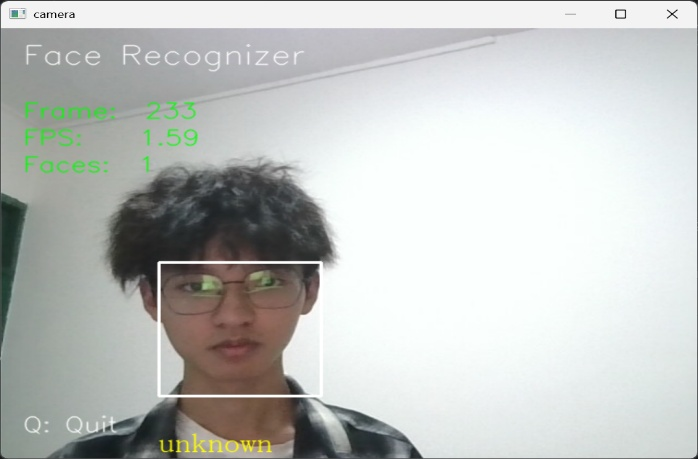 camera
Face Recognizer
Frame: 233
FPS: 1.59
Faces: 1
Q: Quit
unknown